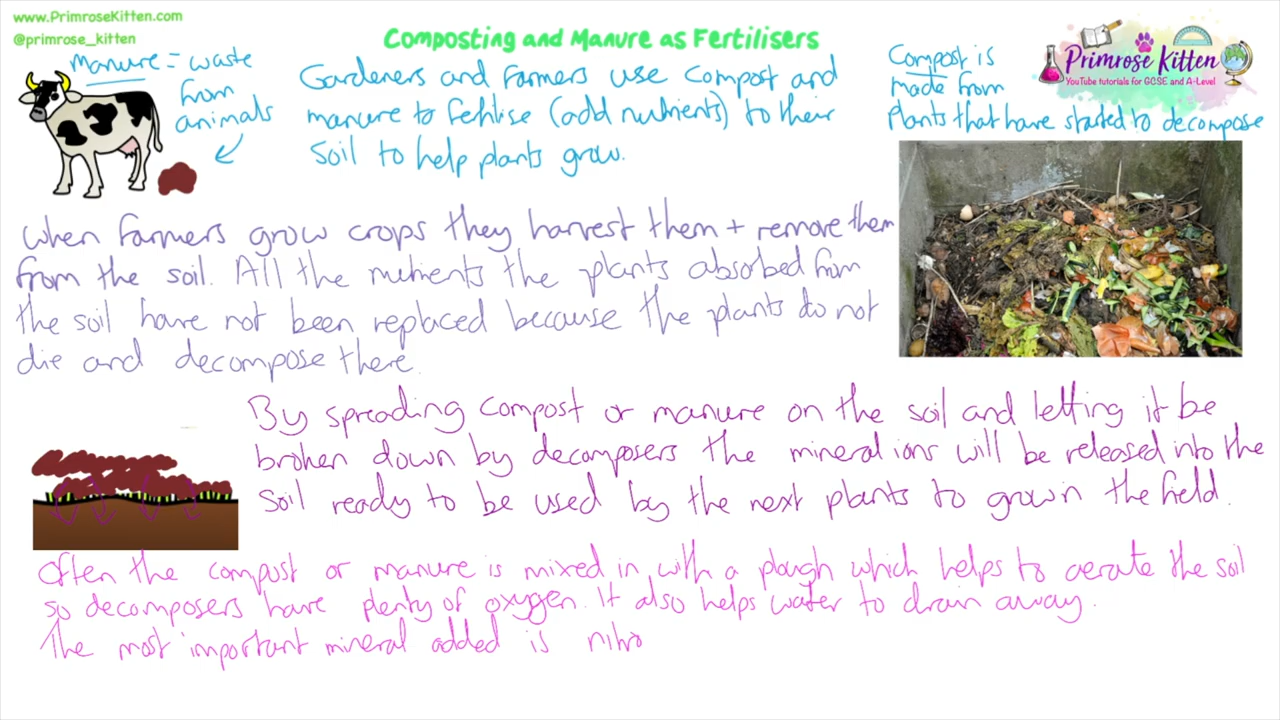 www.PrimroseKitten.com
@primrose_kitten
Composting and Manure as Fertilisers
Manure = waste
from
animals
Gardeners and farmers use compost and
manure to fertilise (add nutrients) to their
soil to help plants grow.
Compost is
made from
plants that have started to decompose
Primrose Kitten
YouTube tutorials for GCSE and A-Level
When farmers grow crops they harvest them + remove them
from the soil. All the nutrients the plants absorbed from
the soil have not been replaced because the plants do not
die and decompose there.
By spreading compost or manure on the soil and letting it be
broken down by decomposers the mineral ions will be released into the
soil ready to be used by the next plants to grown the field.
Often the compost or manure is mixed in with a plough which helps to aerate the soil
so decomposers have plenty of oxygen. It also helps water to drain away.
The most important mineral added is nitro